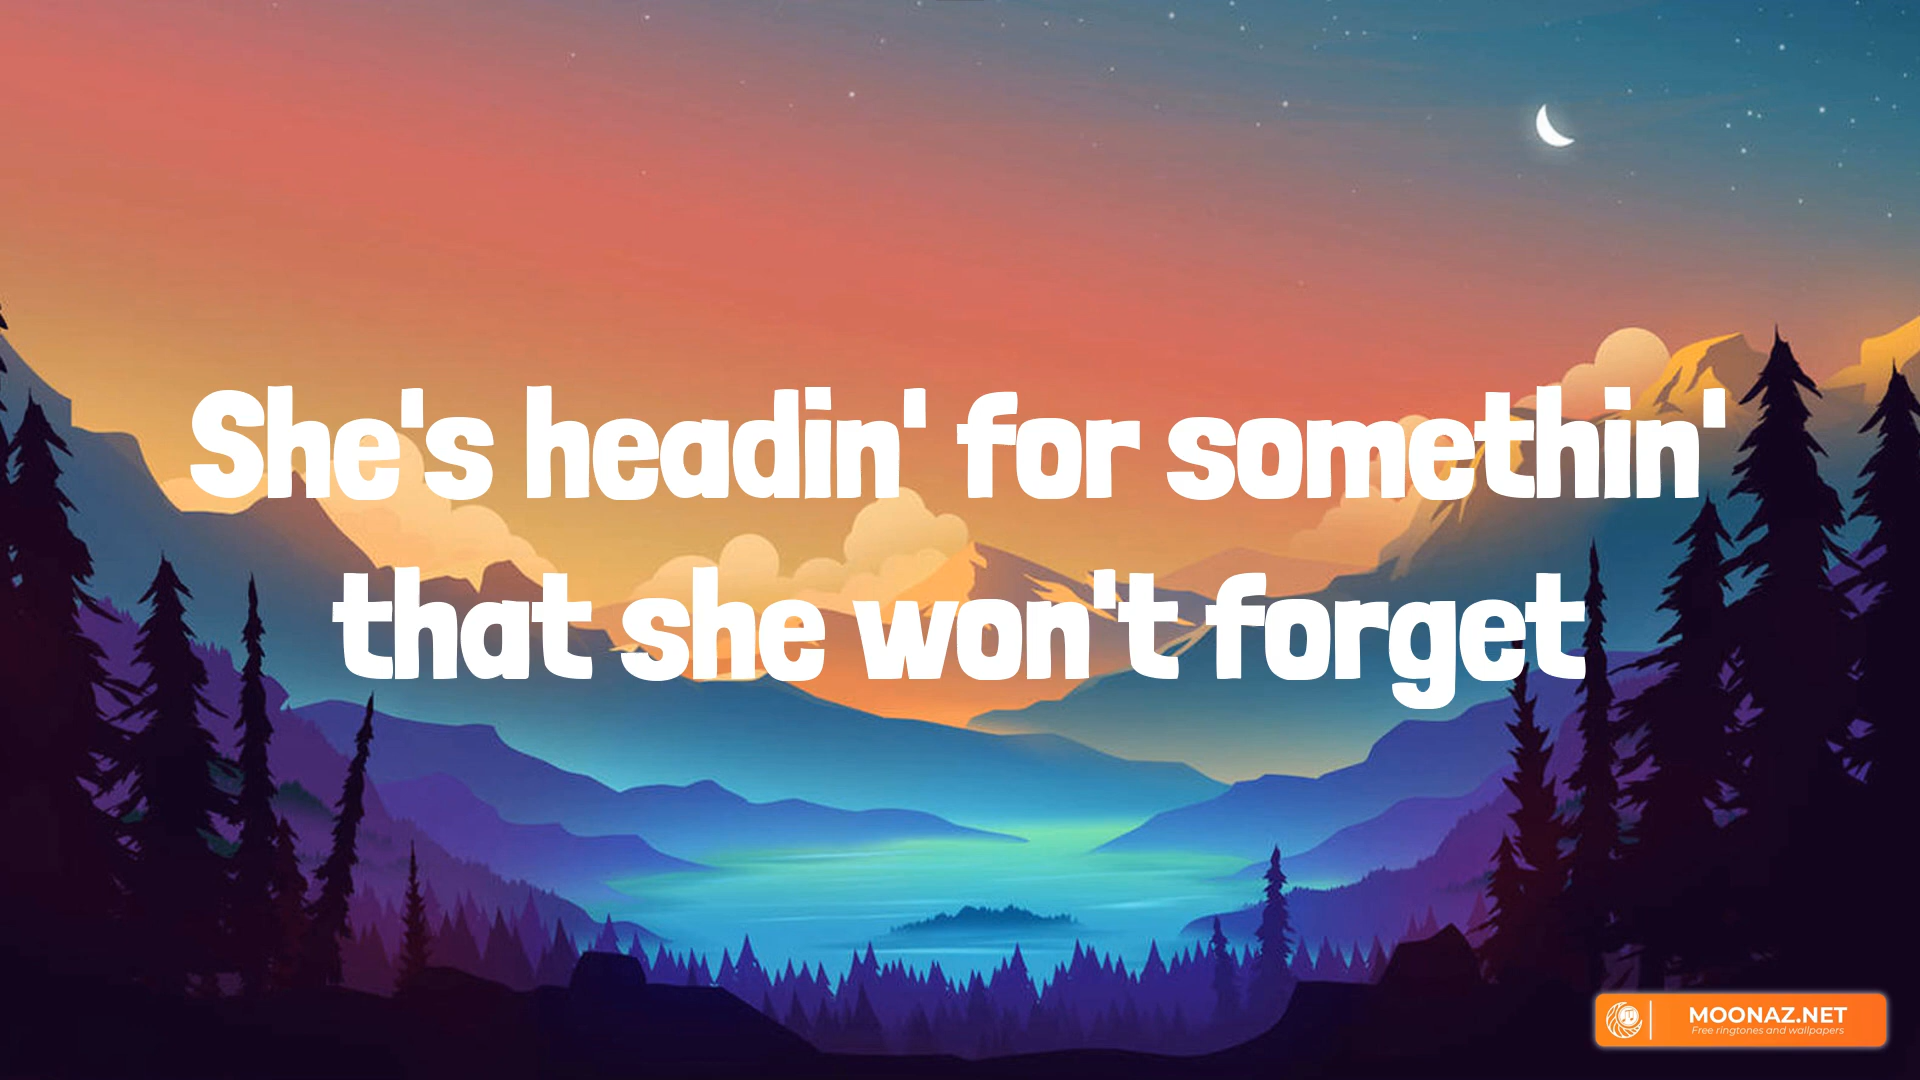 She's headin' for somethin'
that she won't forget
MOONAZ.NET
Free ringtones and wallpapers